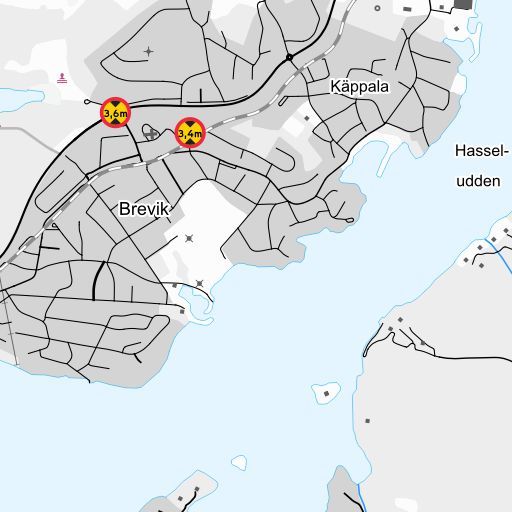 Käppala
3,6m
3,4m
Hassel-
udden
Brevik